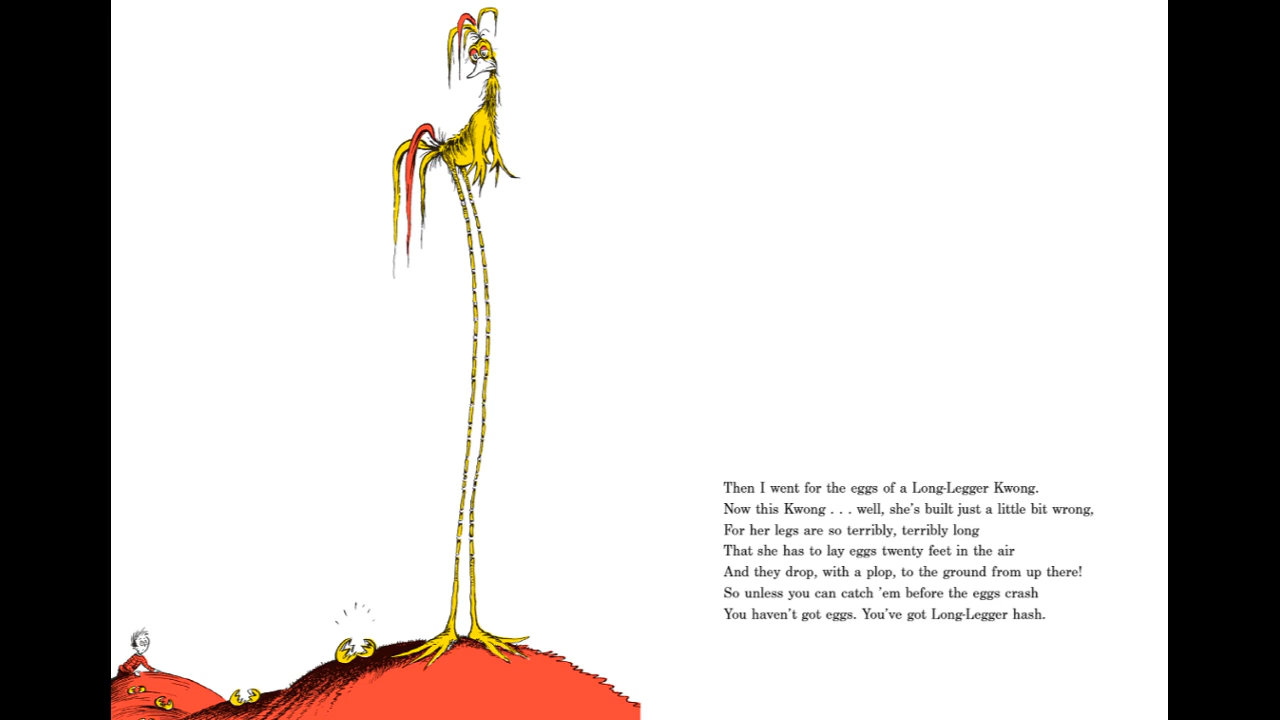 Then I went for the eggs of a Long-Legger Kwong.
Now this Kwong . . . well, she's built just a little bit wrong,
For her legs are so terribly, terribly long
That she has to lay eggs twenty feet in the air
And they drop, with a plop, to the ground from up there!
So unless you can catch 'em before the eggs crash
You haven't got eggs. You've got Long-Legger hash.